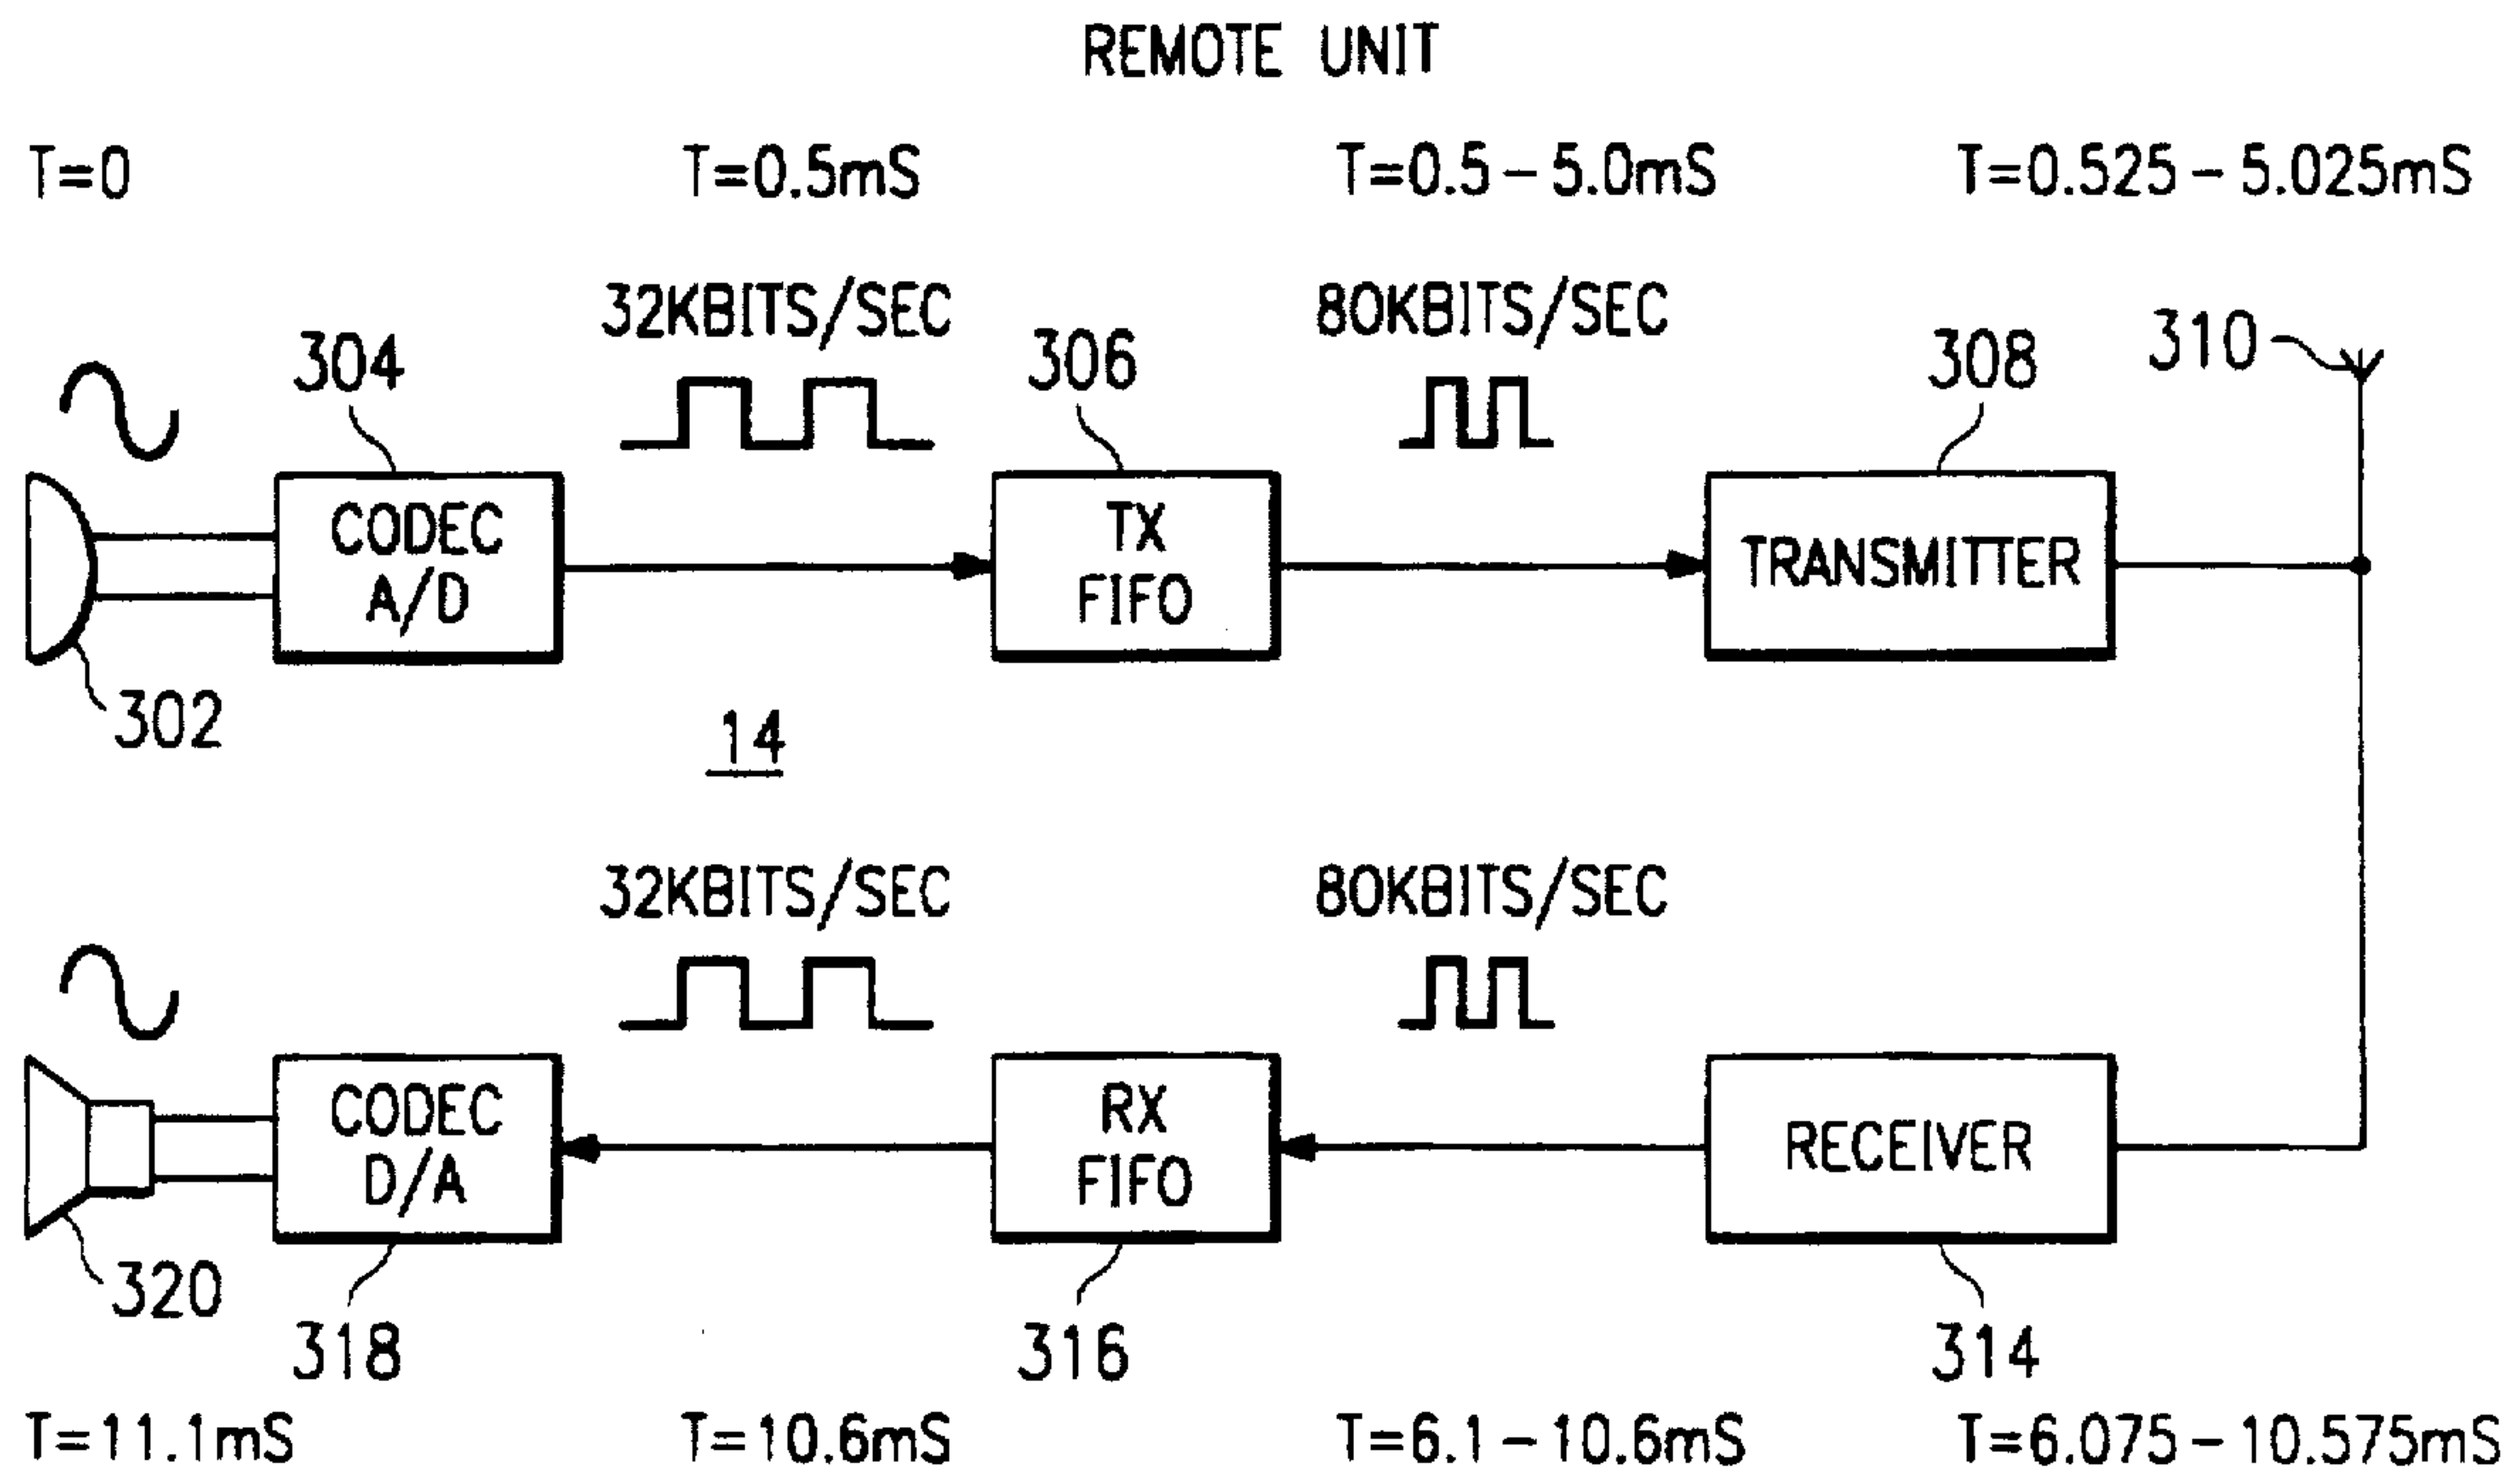 REMOTE UNIT
T=0
T=0.5mS
T=0.5-5.0mS
T=0.525-5.025mS
32KBITS/SEC
80KBITS/SEC
304
306
308
310
CODEC
A/D
TX
FIFO
TRANSMITTER
302
14
32KBITS/SEC
80KBITS/SEC
CODEC
D/A
RX
FIFO
RECEIVER
320
318
316
314
T=11.1mS
T=10.6mS
T=6.1-10.6mS
T=6.075-10.575mS